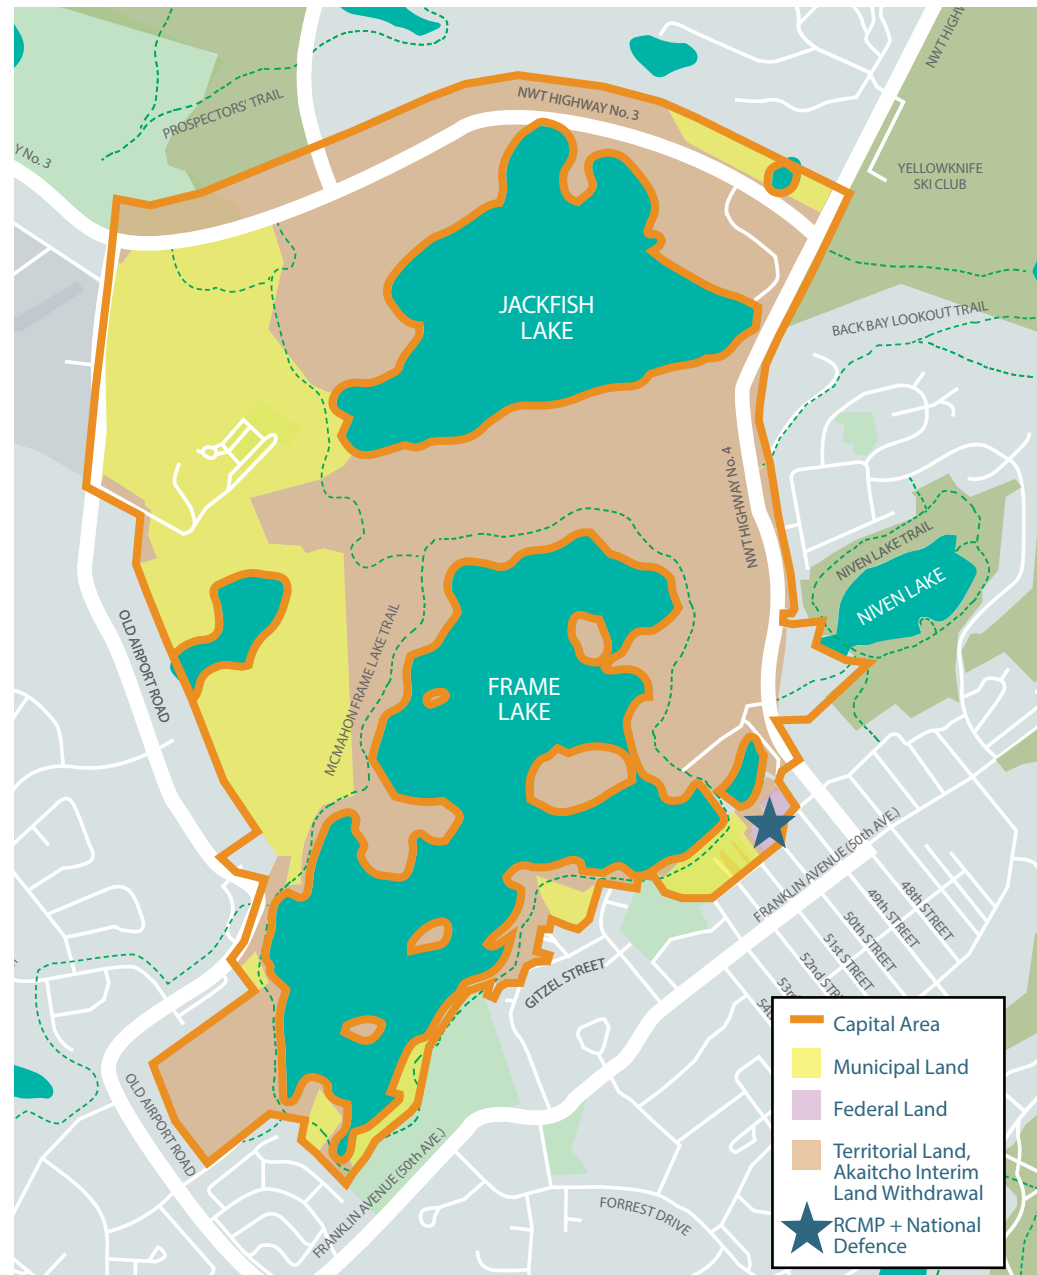 NWT HIGHWAY No. 3
PROSPECTORS' TRAIL
Y No. 3
YELLOWKNIFE
SKI CLUB
JACKFISH
LAKE
BACK BAY LOOKOUT TRAIL
NWT HIGHWAY No. 4
NIVEN LAKE TRAIL
NIVEN LAKE
OLD AIRPORT ROAD
MCMAHON FRAME LAKE TRAIL
FRAME
LAKE
FRANKLIN AVENUE (50th AVE.)
48th STREET
49th STREET
50th STREET
51st STREET
52nd STR
53rd
54th
GITZEL STREET
OLD AIRPORT ROAD
FRANKLIN AVENUE (50th AVE.)
FORREST DRIVE
Capital Area
Municipal Land
Federal Land
Territorial Land,
Akaitcho Interim
Land Withdrawal
RCMP + National
Defence